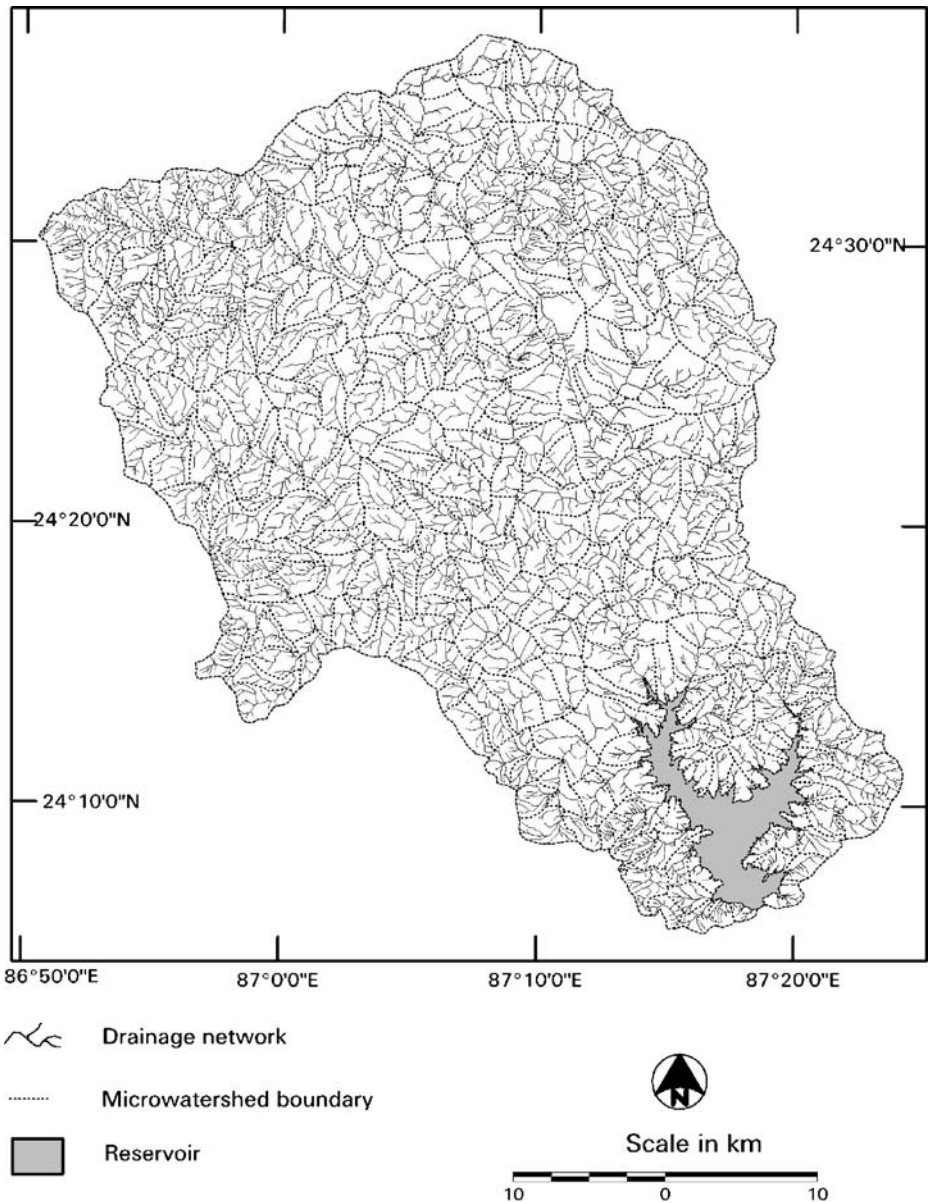 24°30'0"N
24°20'0"N
24°10'0"N
86°50'0"E 87°0'0"E 87°10'0"E 87°20'0"E
Drainage network
Microwatershed boundary
Reservoir
N
Scale in km
10 0 10